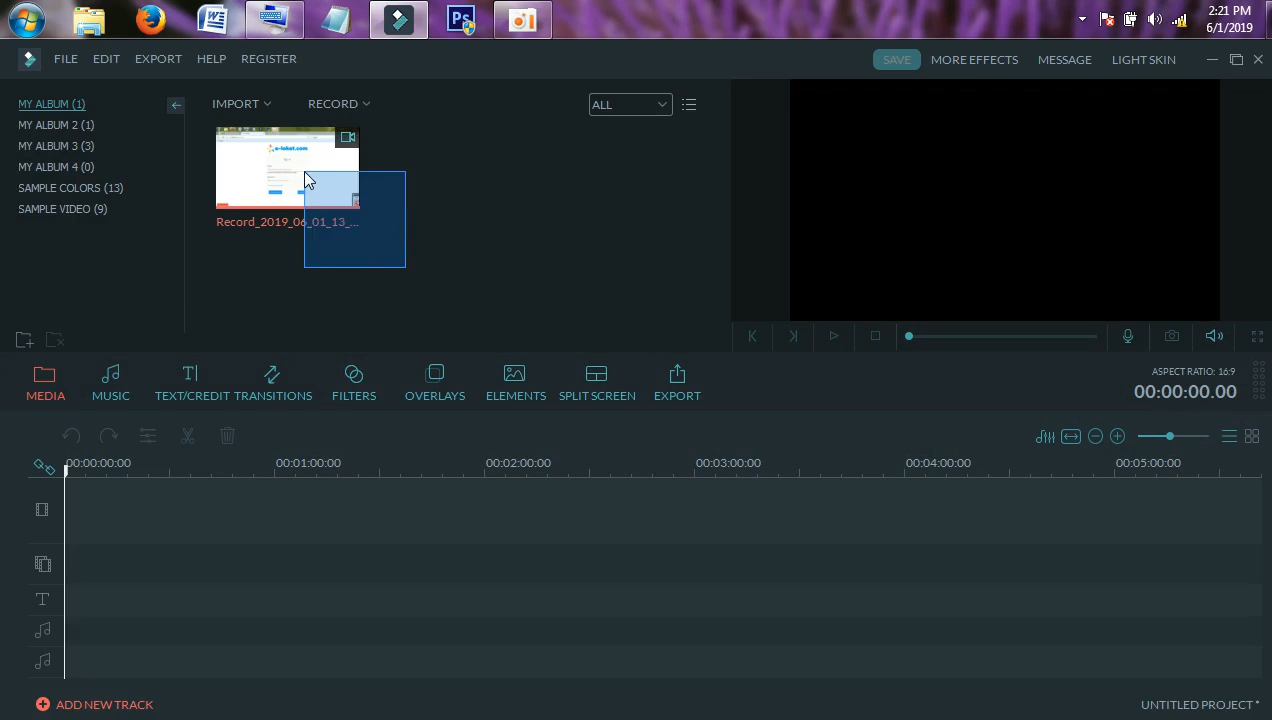 2:21 PM
6/1/2019
FILE EDIT EXPORT HELP REGISTER
SAVE MORE EFFECTS MESSAGE LIGHT SKIN
MY ALBUM (1)
MY ALBUM 2 (1)
MY ALBUM 3 (3)
MY ALBUM 4 (0)
SAMPLE COLORS (13)
SAMPLE VIDEO (9)
IMPORT RECORD ALL
e-loket.com
Record_2019_06_01_13_...
MEDIA MUSIC TEXT/CREDIT TRANSITIONS FILTERS OVERLAYS ELEMENTS SPLIT SCREEN EXPORT
ASPECT RATIO: 16:9
00:00:00.00
00:00:00:00 00:01:00:00 00:02:00:00 00:03:00:00 00:04:00:00 00:05:00:00
ADD NEW TRACK
UNTITLED PROJECT *